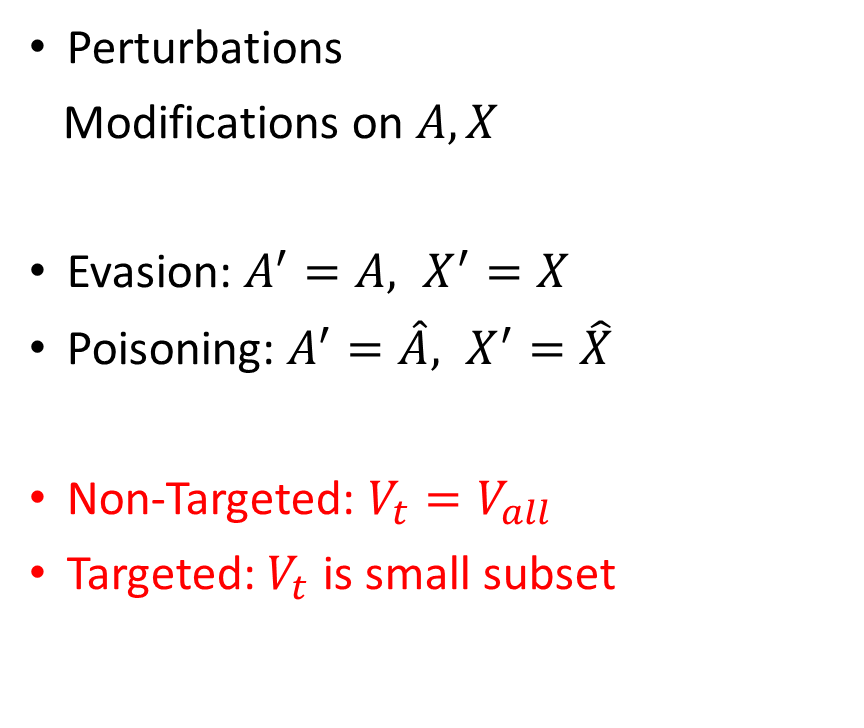 • Perturbations
Modifications on A, X
• Evasion: A′ = A, X′ = X
• Poisoning: A′ = Â, X′ = X̂
• Non-Targeted: Vₜ = Vₐₗₗ
• Targeted: Vₜ is small subset